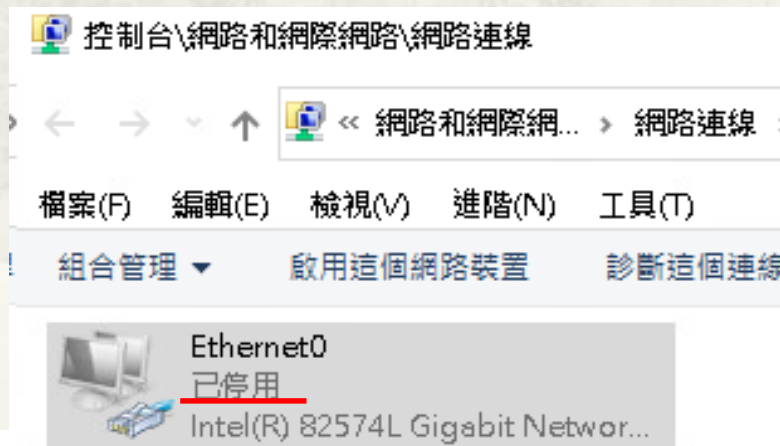 控制台\網路和網際網路\網路連線
« 網路和網際網... › 網路連線
檔案(F) 編輯(E) 檢視(V) 進階(N) 工具(T)
組合管理 ▼ 啟用這個網路裝置 診斷這個連線
Ethernet0
已停用
Intel(R) 82574L Gigabit Networ...